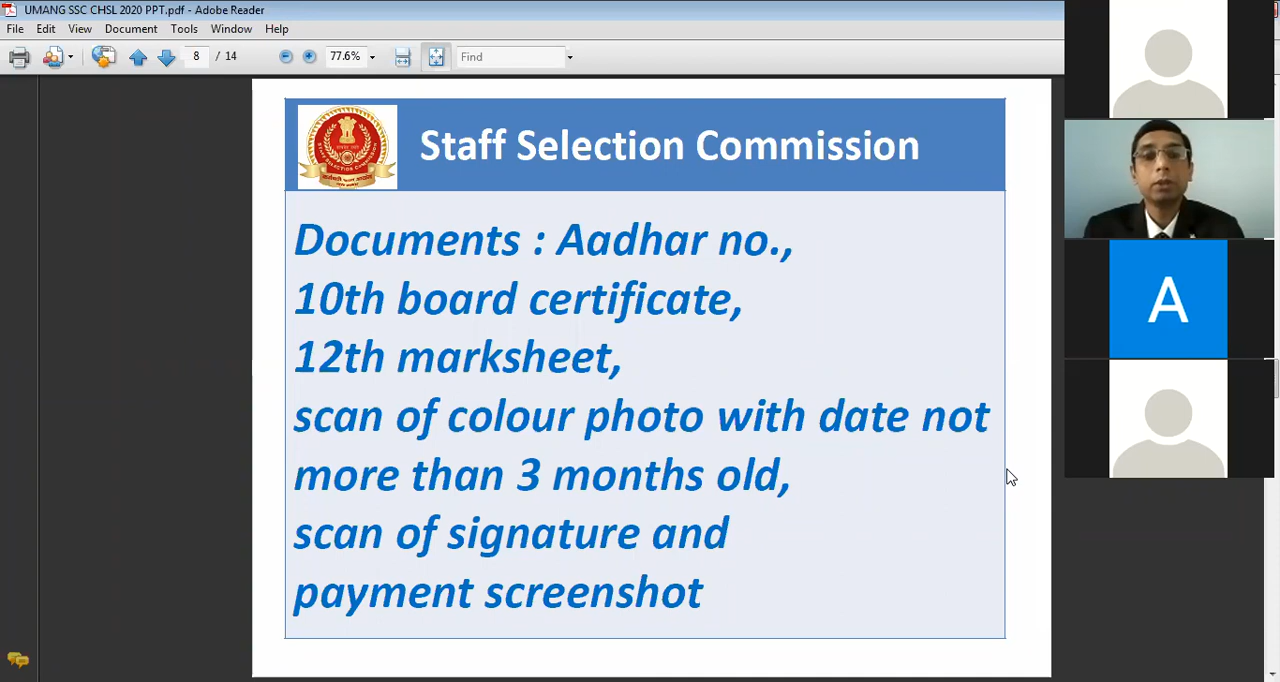 UMANG SSC CHSL 2020 PPT.pdf - Adobe Reader
File Edit View Document Tools Window Help
8 / 14 77.6% Find
Staff Selection Commission
Documents : Aadhar no.,
10th board certificate,
12th marksheet,
scan of colour photo with date not
more than 3 months old,
scan of signature and
payment screenshot
A